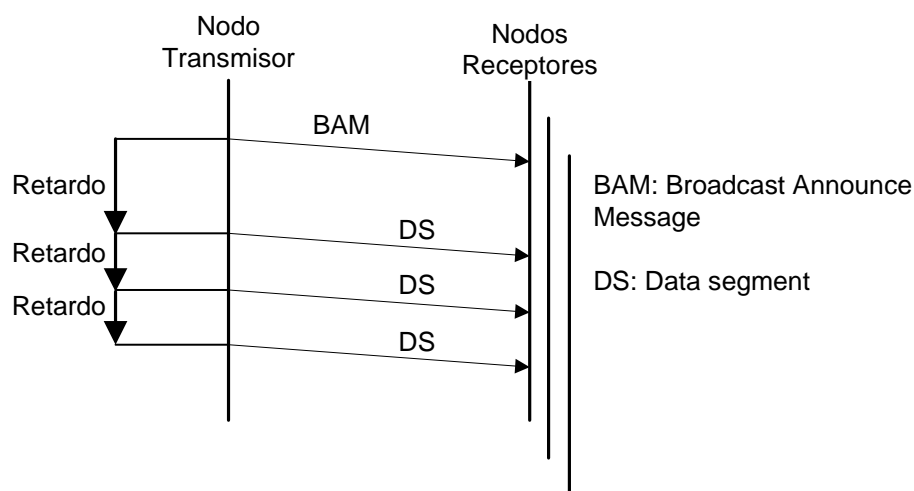 Nodo
Transmisor
Nodos
Receptores
BAM
Retardo
BAM: Broadcast Announce
Message
DS
Retardo
DS: Data segment
DS
Retardo
DS